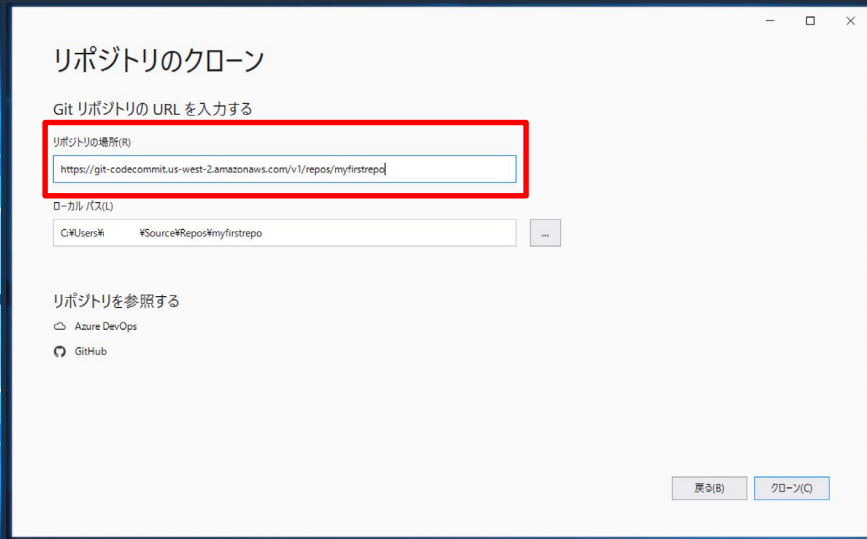 リポジトリのクローン
Git リポジトリの URL を入力する
リポジトリの場所(R)
https://git-codecommit.us-west-2.amazonaws.com/v1/repos/myfirstrepo
ローカル パス(L)
C:¥Users¥ ¥Source¥Repos¥myfirstrepo
...
リポジトリを参照する
Azure DevOps
GitHub
戻る(B)
クローン(C)